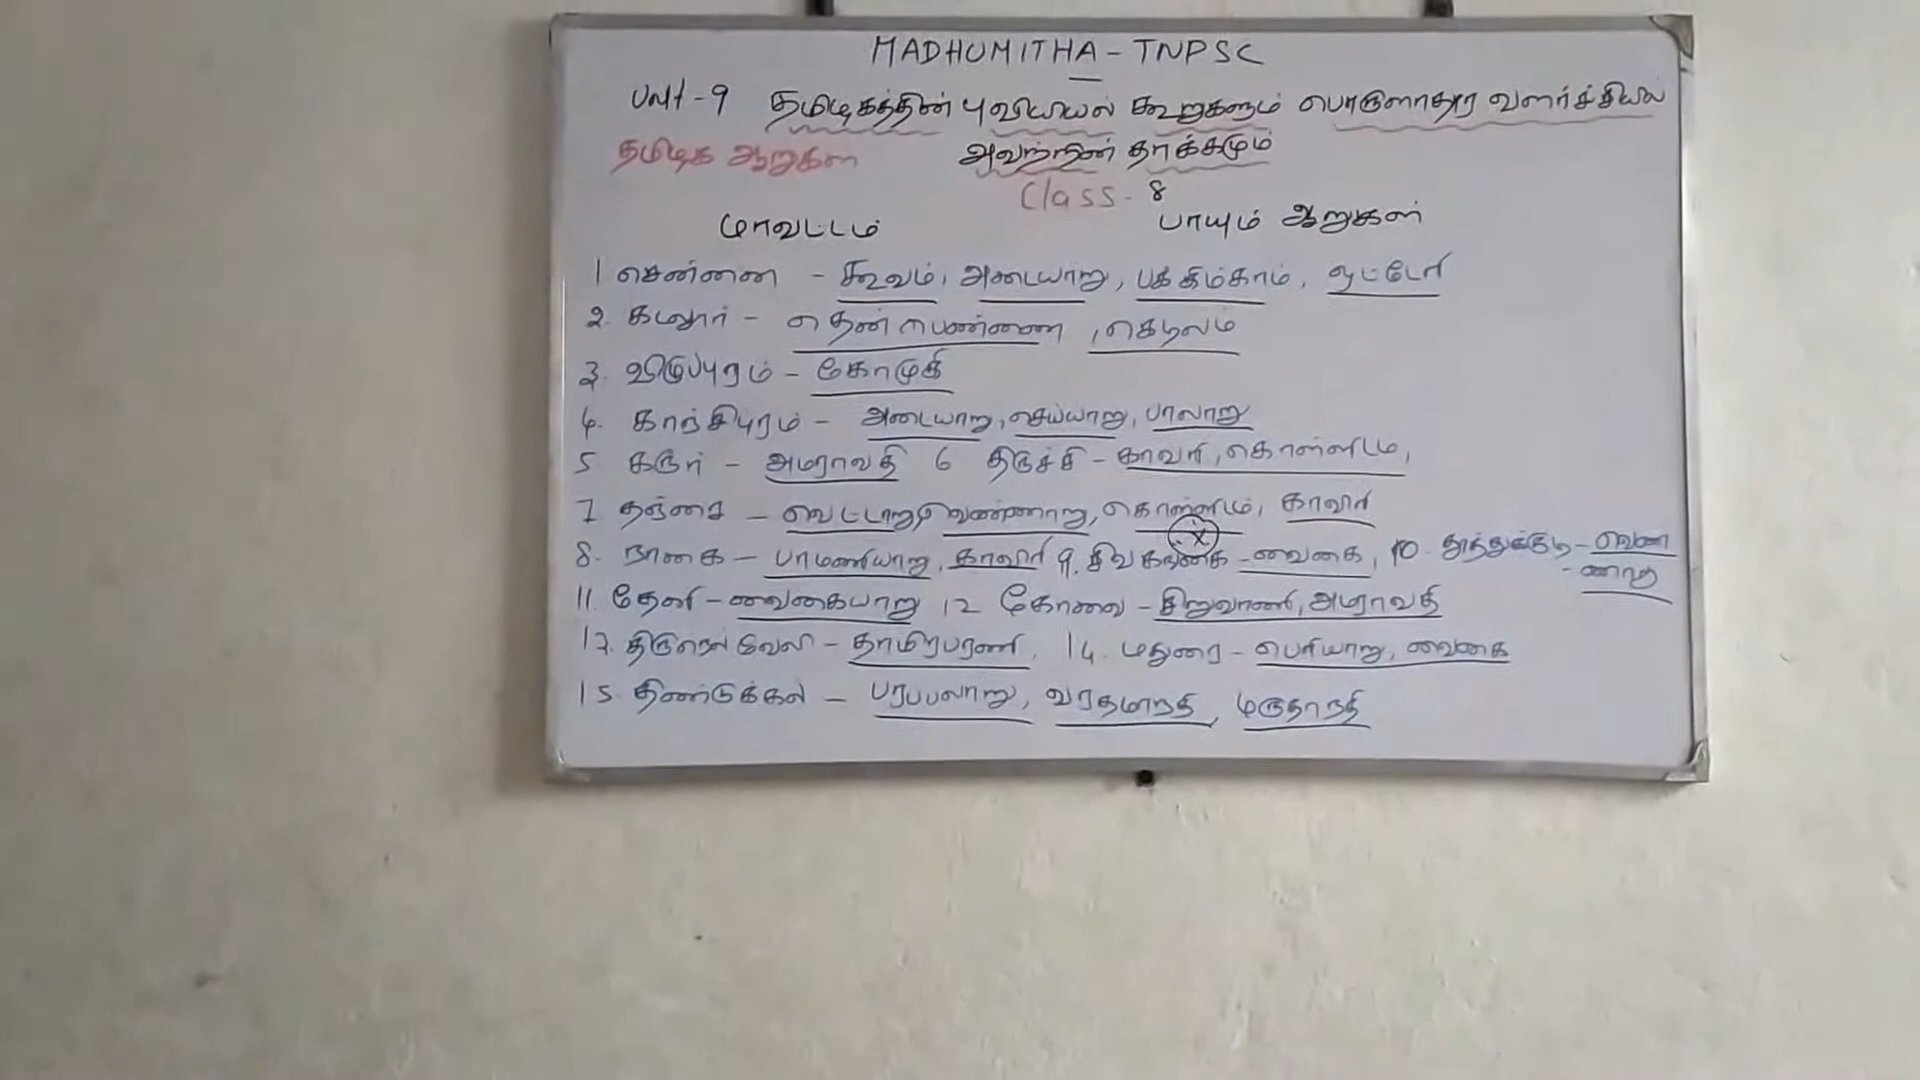 MADHUMITHA - TNPSC
Unit - 9 தமிழகத்தின் புவியியல் கூறுகளும் பொருளாதார வளர்ச்சியில்
தமிழக ஆறுகள் அவற்றின் தாக்கமும்
Class - 8
மாவட்டம் பாயும் ஆறுகள்
1. சென்னை - கூவம், அடையாறு, பக்கிம்காம், ஓட்டேரி
2. கடலூர் - தென்பெண்ணை, கெடிலம்
3. விழுப்புரம் - கோமுகி
4. காஞ்சிபுரம் - அடையாறு, செய்யாறு, பாலாறு
5 கரூர் - அமராவதி 6 திருச்சி - காவிரி, கொள்ளிடம்,
7. தஞ்சை - வெட்டாறு, வெண்ணாறு, கொள்ளிடம், காவிரி
8. நாகை - பாமணியாறு, காவிரி 9. சிவகங்கை - வைகை, 10. தூத்துக்குடி -
11. தேனி - வைகையாறு 12 கோவை - சிறுவாணி, அமராவதி
13. திருநெல்வேலி - தாமிரபரணி, 14. மதுரை - பெரியாறு, வைகை
15. திண்டுக்கல் - பரப்பலாறு, வரதமாநதி, மருதாநதி